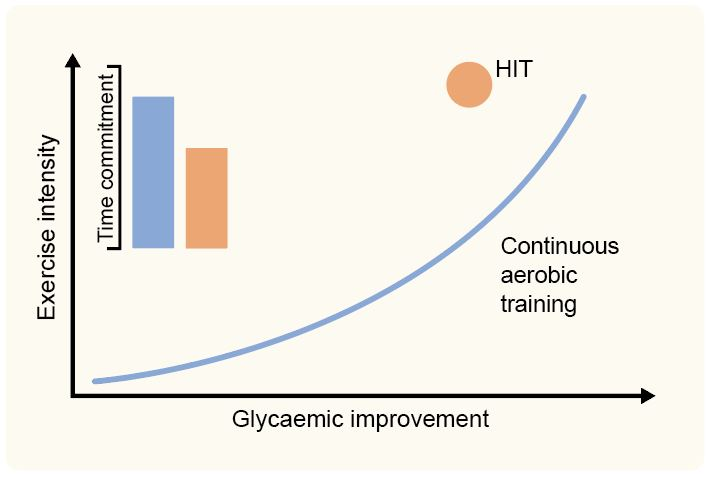 HIT
Time commitment
Exercise intensity
Continuous
aerobic
training
Glycaemic improvement